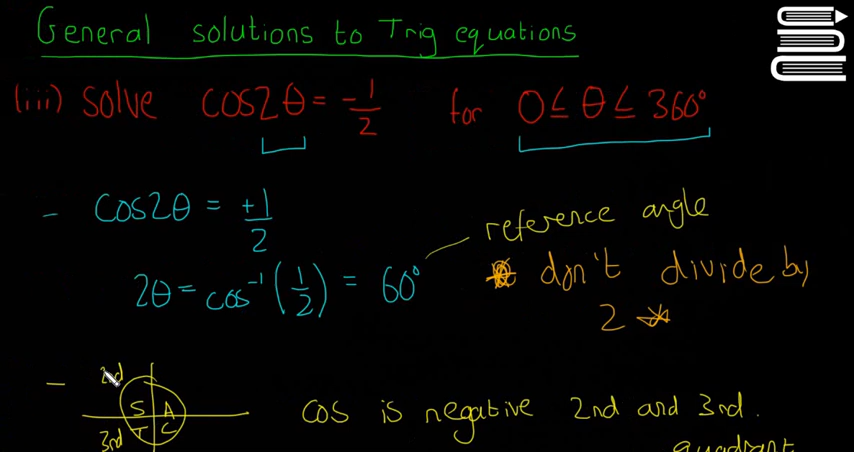 General solutions to Trig equations
(iii) Solve cos2θ = -1/2 for 0 ≤ θ ≤ 360°
- cos2θ = +1/2
reference angle
2θ = cos⁻¹(1/2) = 60°
* don't divide by
2 *
- 2nd
S A
3rd T C
cos is negative 2nd and 3rd.
quadrant